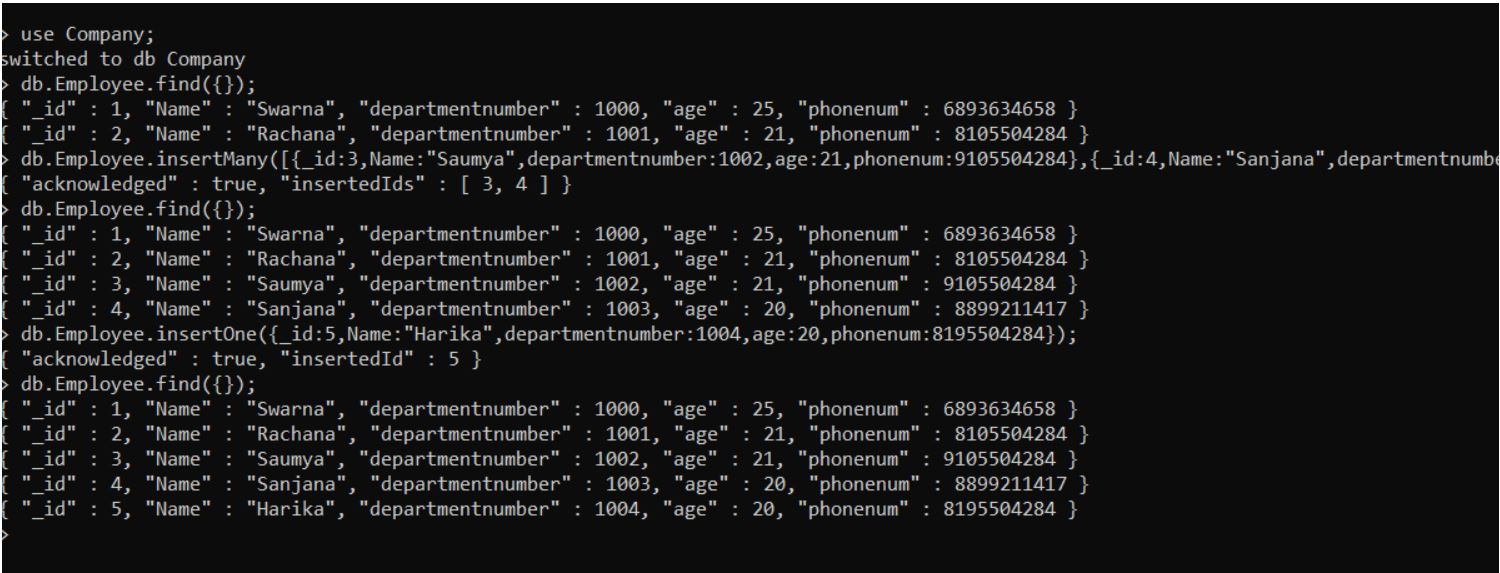 > use Company;
switched to db Company
> db.Employee.find({});
{ "_id" : 1, "Name" : "Swarna", "departmentnumber" : 1000, "age" : 25, "phonenum" : 6893634658 }
{ "_id" : 2, "Name" : "Rachana", "departmentnumber" : 1001, "age" : 21, "phonenum" : 8105504284 }
> db.Employee.insertMany([{_id:3,Name:"Saumya",departmentnumber:1002,age:21,phonenum:9105504284},{_id:4,Name:"Sanjana",departmentnumbe
{ "acknowledged" : true, "insertedIds" : [ 3, 4 ] }
> db.Employee.find({});
{ "_id" : 1, "Name" : "Swarna", "departmentnumber" : 1000, "age" : 25, "phonenum" : 6893634658 }
{ "_id" : 2, "Name" : "Rachana", "departmentnumber" : 1001, "age" : 21, "phonenum" : 8105504284 }
{ "_id" : 3, "Name" : "Saumya", "departmentnumber" : 1002, "age" : 21, "phonenum" : 9105504284 }
{ "_id" : 4, "Name" : "Sanjana", "departmentnumber" : 1003, "age" : 20, "phonenum" : 8899211417 }
> db.Employee.insertOne({_id:5,Name:"Harika",departmentnumber:1004,age:20,phonenum:8195504284});
{ "acknowledged" : true, "insertedId" : 5 }
> db.Employee.find({});
{ "_id" : 1, "Name" : "Swarna", "departmentnumber" : 1000, "age" : 25, "phonenum" : 6893634658 }
{ "_id" : 2, "Name" : "Rachana", "departmentnumber" : 1001, "age" : 21, "phonenum" : 8105504284 }
{ "_id" : 3, "Name" : "Saumya", "departmentnumber" : 1002, "age" : 21, "phonenum" : 9105504284 }
{ "_id" : 4, "Name" : "Sanjana", "departmentnumber" : 1003, "age" : 20, "phonenum" : 8899211417 }
{ "_id" : 5, "Name" : "Harika", "departmentnumber" : 1004, "age" : 20, "phonenum" : 8195504284 }
>